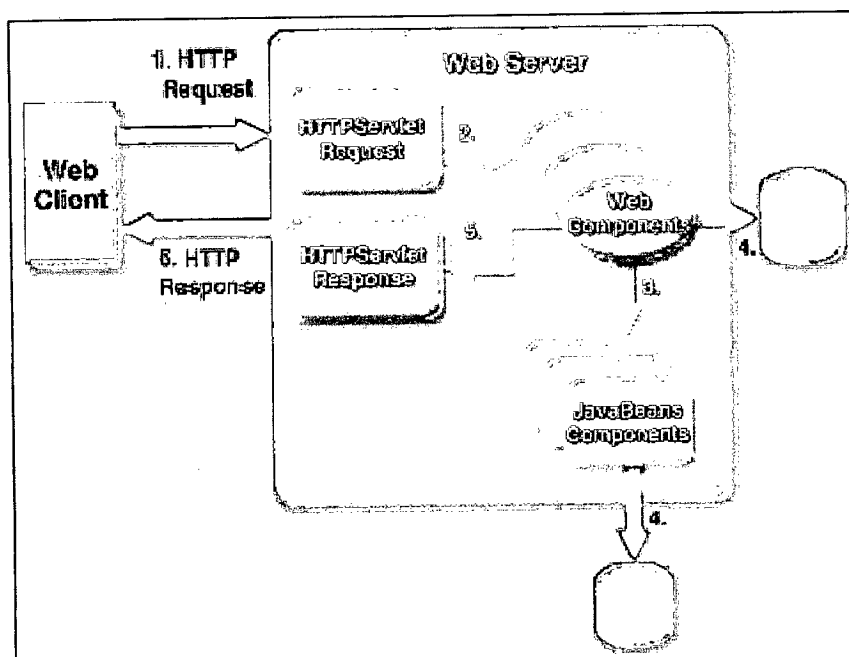 1. HTTP
Request
Web Server
HTTPServlet
Request
2.
Web
Client
Web
Components
4.
5.
HTTPServlet
Response
6. HTTP
Response
3.
JavaBeans
Components
4.